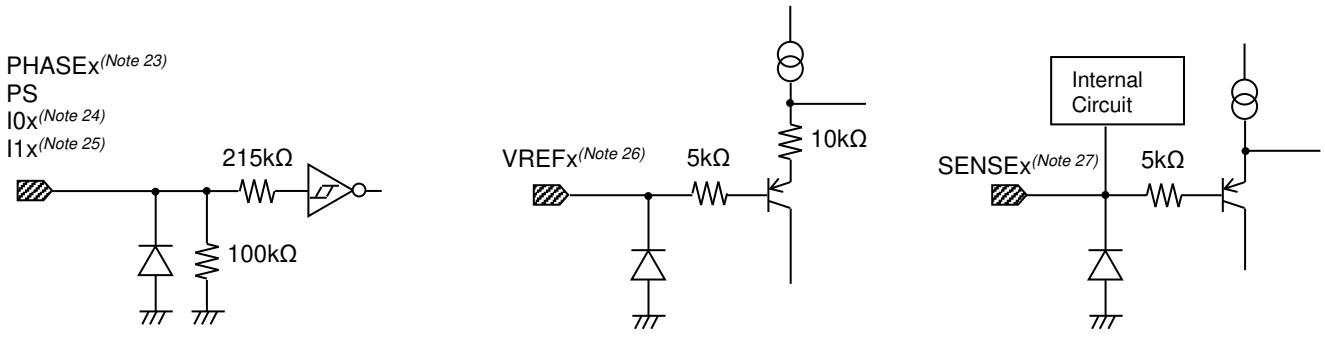 PHASEx(Note 23)
PS
I0x(Note 24)
I1x(Note 25)
215kΩ
100kΩ
VREFx(Note 26)
5kΩ
10kΩ
Internal
Circuit
SENSEx(Note 27)
5kΩ